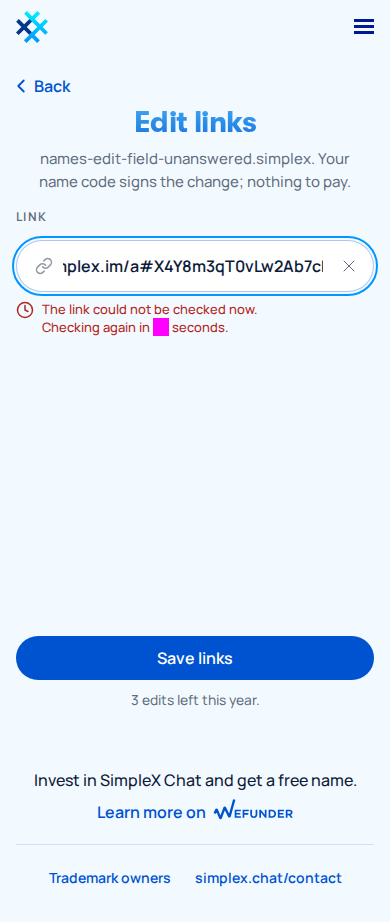 Back
Edit links
names-edit-field-unanswered.simplex. Your
name code signs the change; nothing to pay.
LINK
nplex.im/a#X4Y8m3qT0vLw2Ab7cl
The link could not be checked now.
Checking again in seconds.
Save links
3 edits left this year.
Invest in SimpleX Chat and get a free name.
Learn more on WEFUNDER
Trademark owners simplex.chat/contact